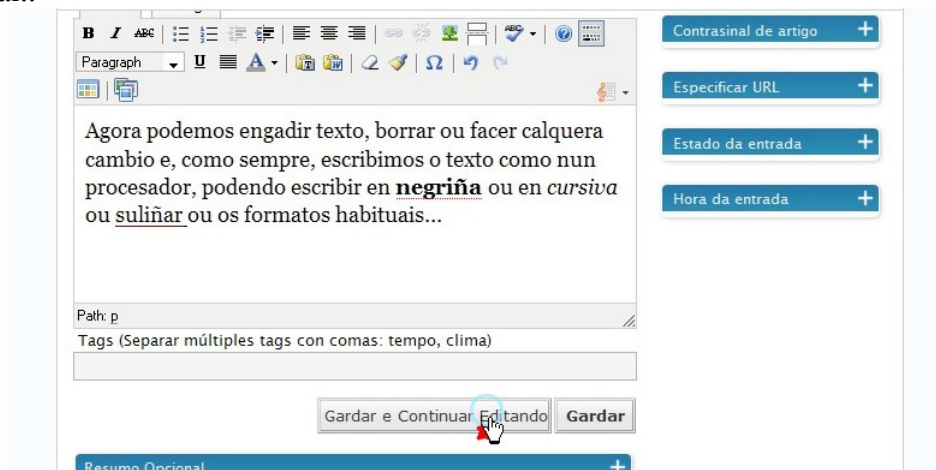 B I ABC ABC
Paragraph U A Ω
Agora podemos engadir texto, borrar ou facer calquera
cambio e, como sempre, escribimos o texto como nun
procesador, podendo escribir en negriña ou en cursiva
ou suliñar ou os formatos habituais...
Path: p
Tags (Separar múltiples tags con comas: tempo, clima)
Gardar e Continuar Editando Gardar
Resumo Opcional +
Contrasinal de artigo +
Especificar URL +
Estado da entrada +
Hora da entrada +